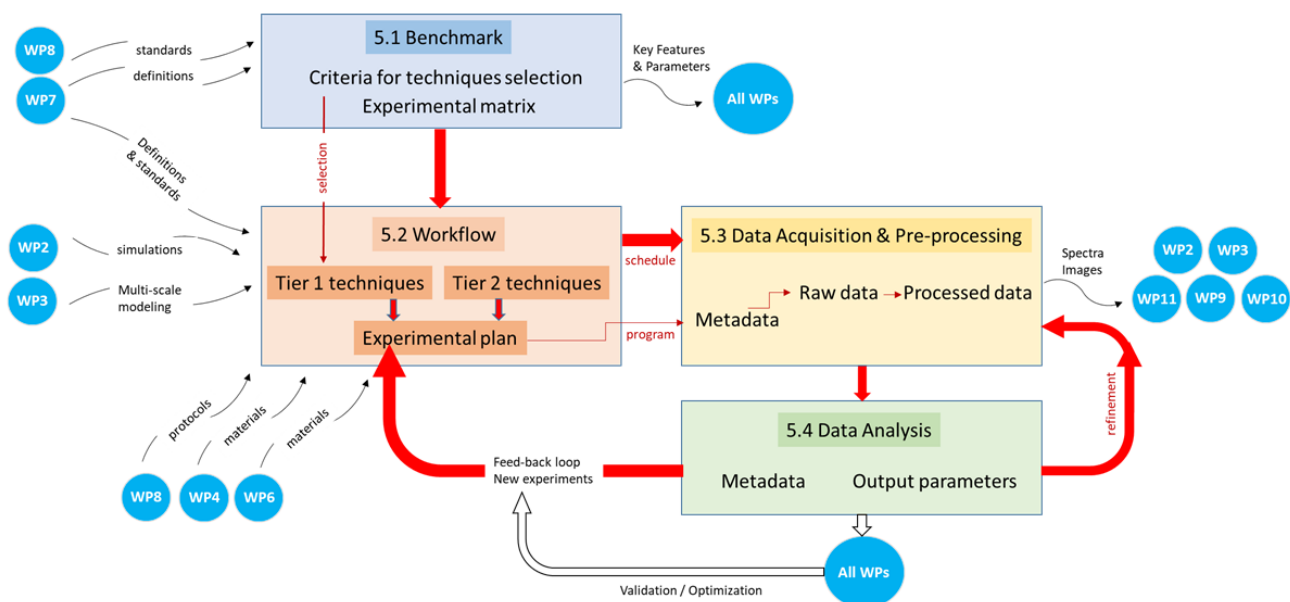 WP8
standards
WP7
definitions
5.1 Benchmark
Criteria for techniques selection
Experimental matrix
Key Features
& Parameters
All WPs
Definitions
& standards
selection
WP2
simulations
WP3
Multi-scale
modeling
5.2 Workflow
Tier 1 techniques
Tier 2 techniques
Experimental plan
schedule
program
5.3 Data Acquisition & Pre-processing
Raw data
Processed data
Metadata
Spectra
Images
WP2
WP3
WP11
WP9
WP10
protocols
materials
materials
WP8
WP4
WP6
refinement
5.4 Data Analysis
Metadata
Output parameters
Feed-back loop
New experiments
All WPs
Validation / Optimization